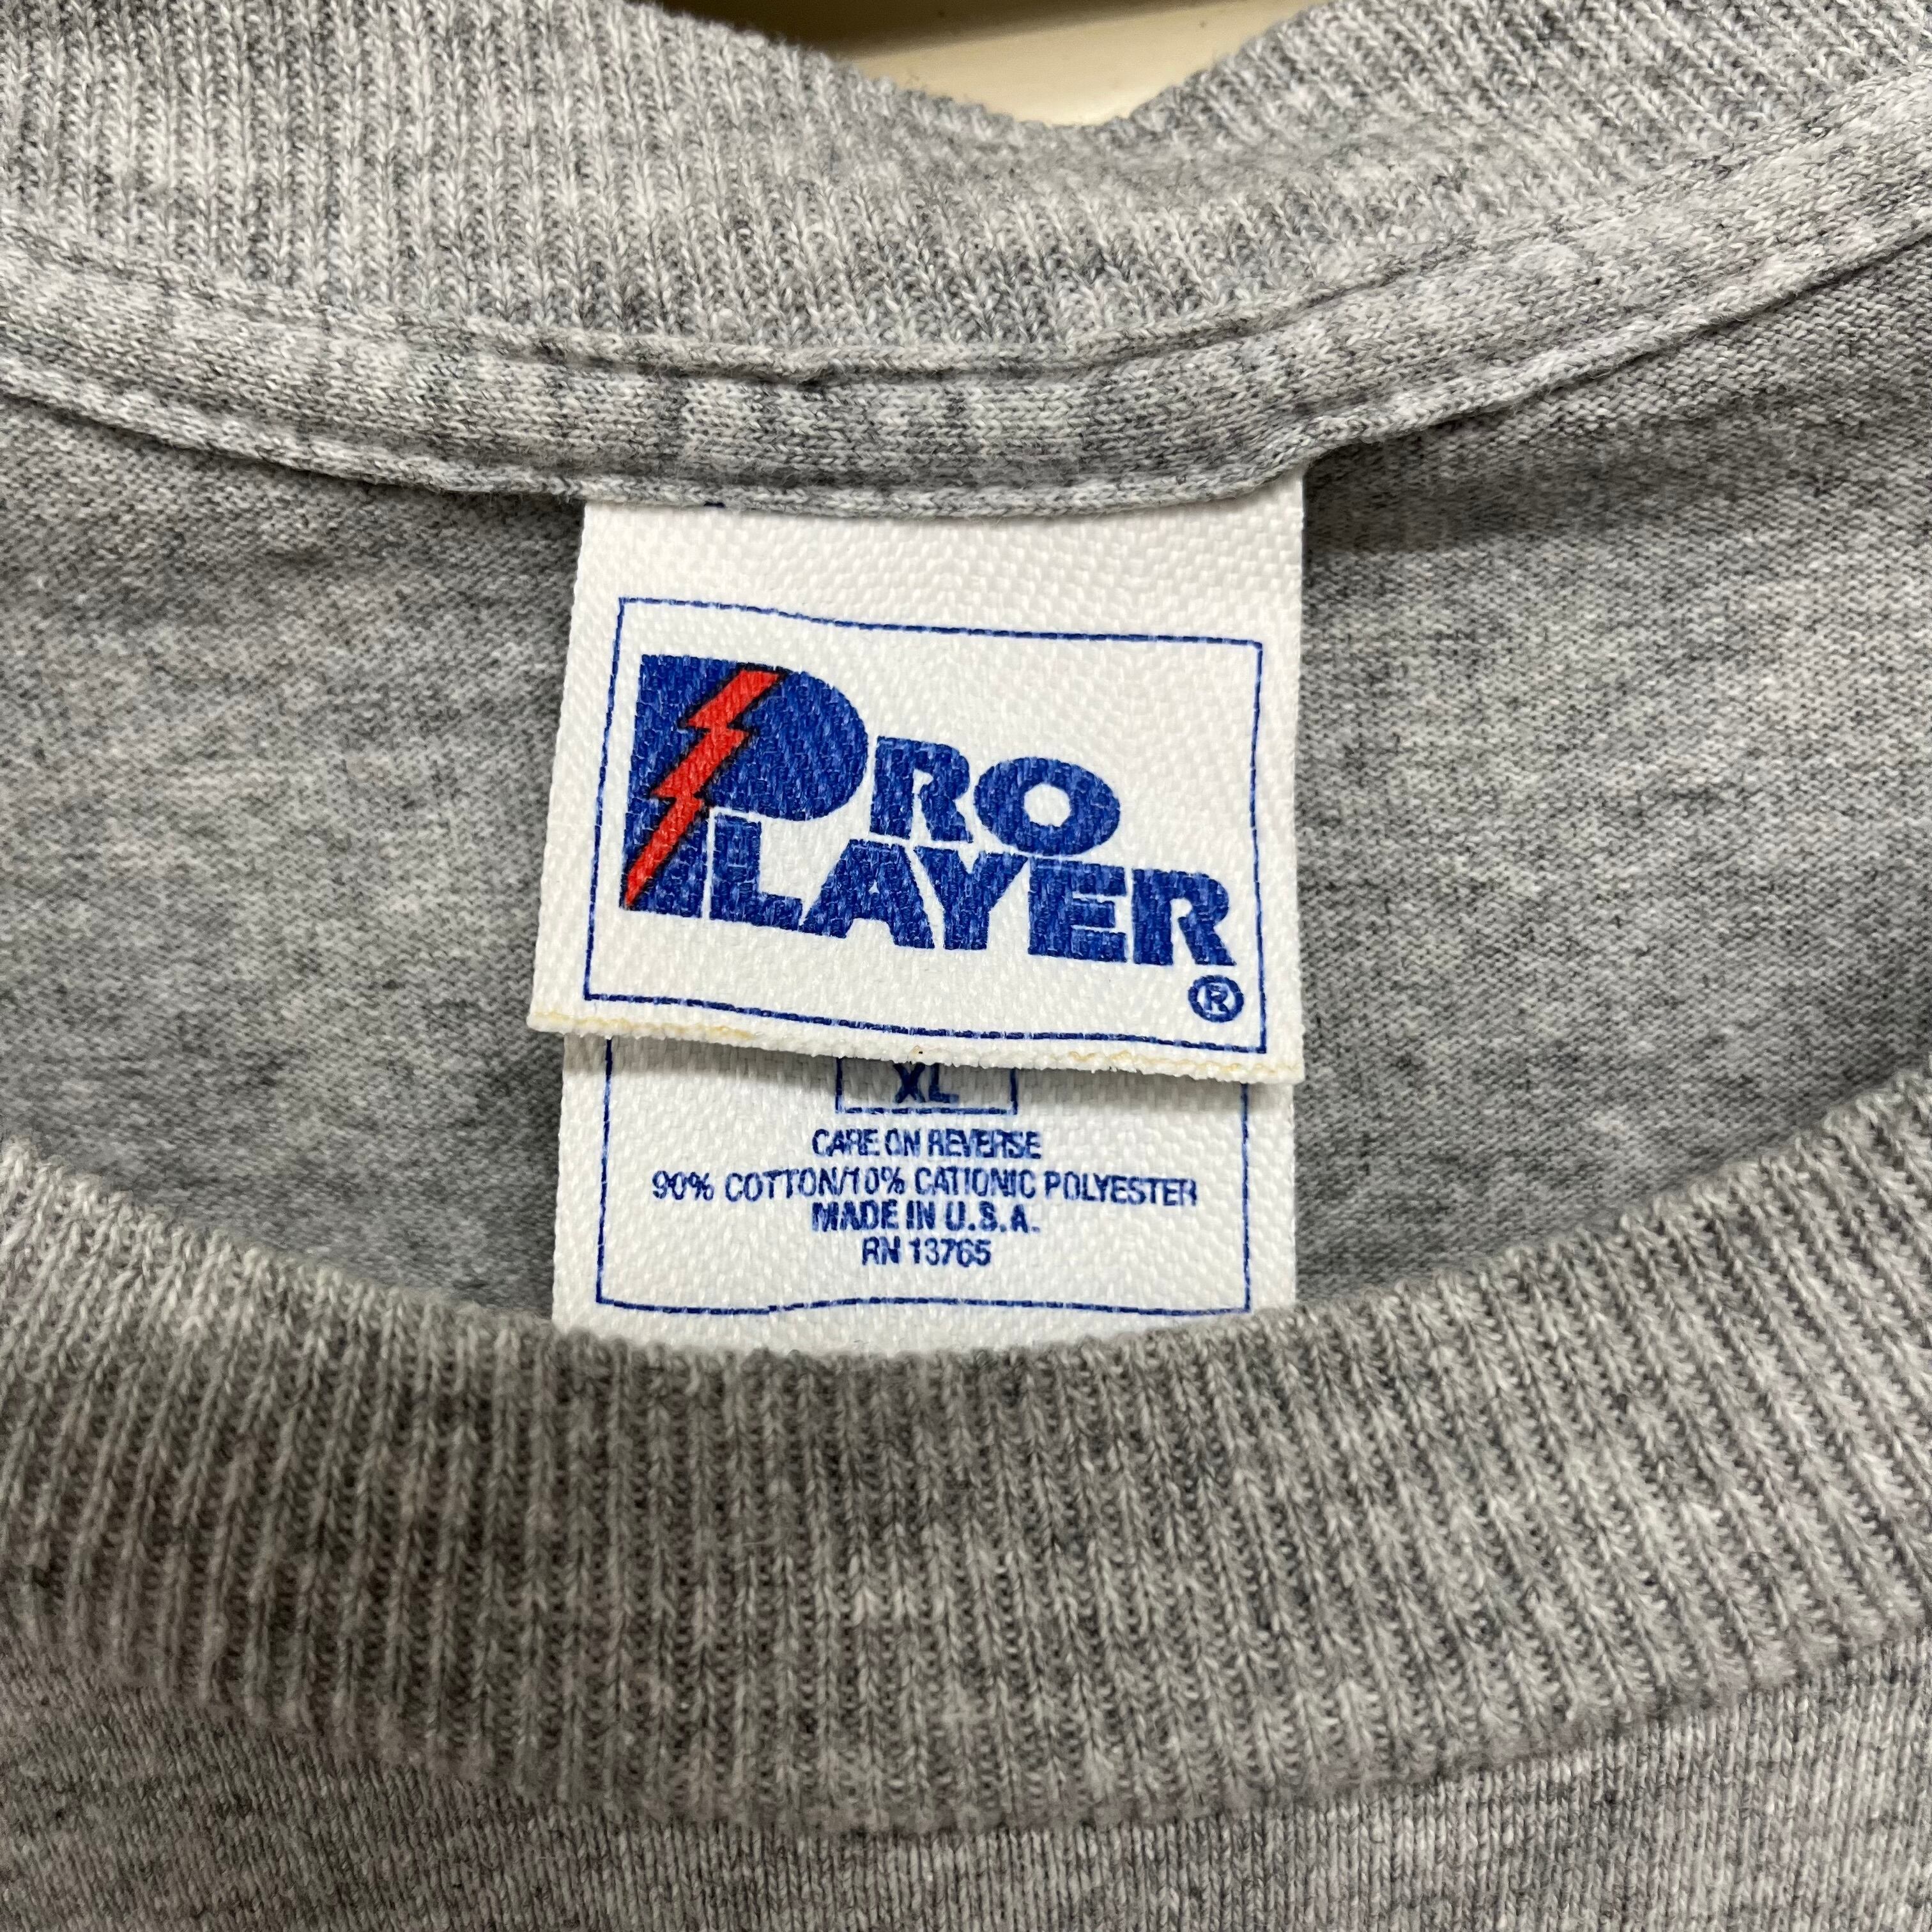 PRO
PLAYER
®
XL
CARE ON REVERSE
90% COTTON/10% CATIONIC POLYESTER
MADE IN U.S.A.
RN 13765